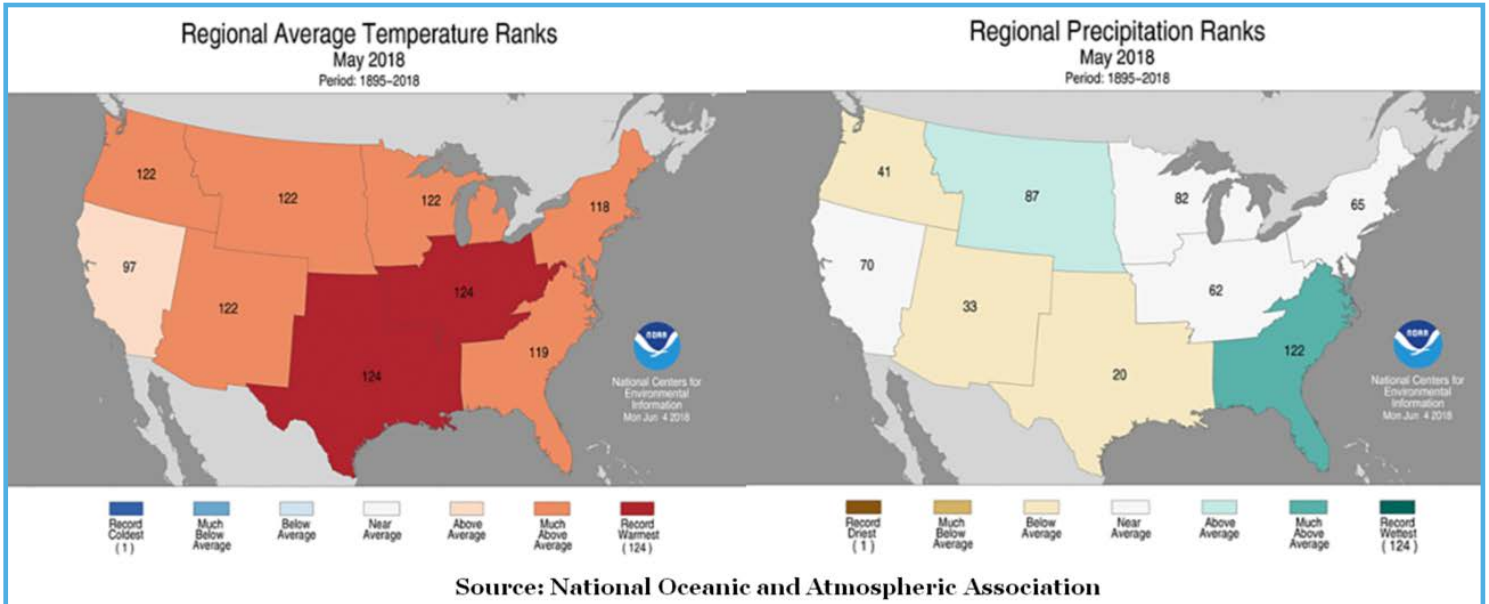 Regional Average Temperature Ranks
May 2018
Period: 1895-2018
122
122
122
118
97
122
124
124
119
NOAA
National Centers for
Environmental
Information
Mon Jun 4 2018
Record
Coldest
(1)
Much
Below
Average
Below
Average
Near
Average
Above
Average
Much
Above
Average
Record
Warmest
(124)
Regional Precipitation Ranks
May 2018
Period: 1895-2018
41
87
82
65
70
33
62
20
122
NOAA
National Centers for
Environmental
Information
Mon Jun 4 2018
Record
Driest
(1)
Much
Below
Average
Below
Average
Near
Average
Above
Average
Much
Above
Average
Record
Wettest
(124)
Source: National Oceanic and Atmospheric Association